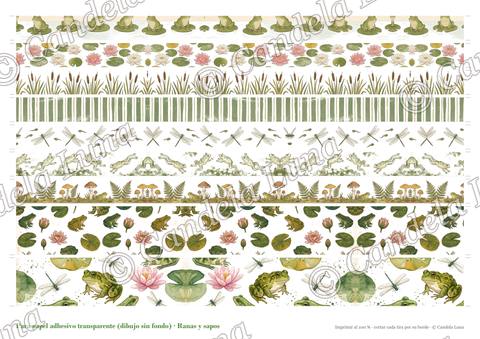 © Candela Luna
papel adhesivo transparente (dibujo sin fondo) · Ranas y sapos
Imprimir al 100 % · cortar cada tira por su borde · © Candela Luna